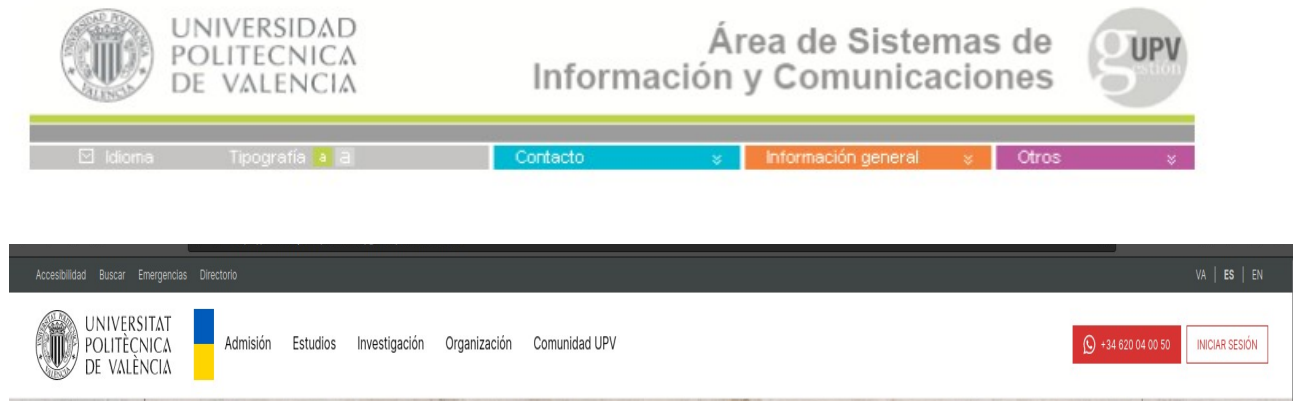 UNIVERSIDAD
POLITECNICA
DE VALENCIA
Área de Sistemas de
Información y Comunicaciones
gUPV
gestión
Idioma
Tipografía a a
Contacto
Información general
Otros
Accesibilidad Buscar Emergencias Directorio
VA | ES | EN
UNIVERSITAT
POLITÈCNICA
DE VALÈNCIA
Admisión Estudios Investigación Organización Comunidad UPV
+34 620 04 00 50
INICIAR SESIÓN